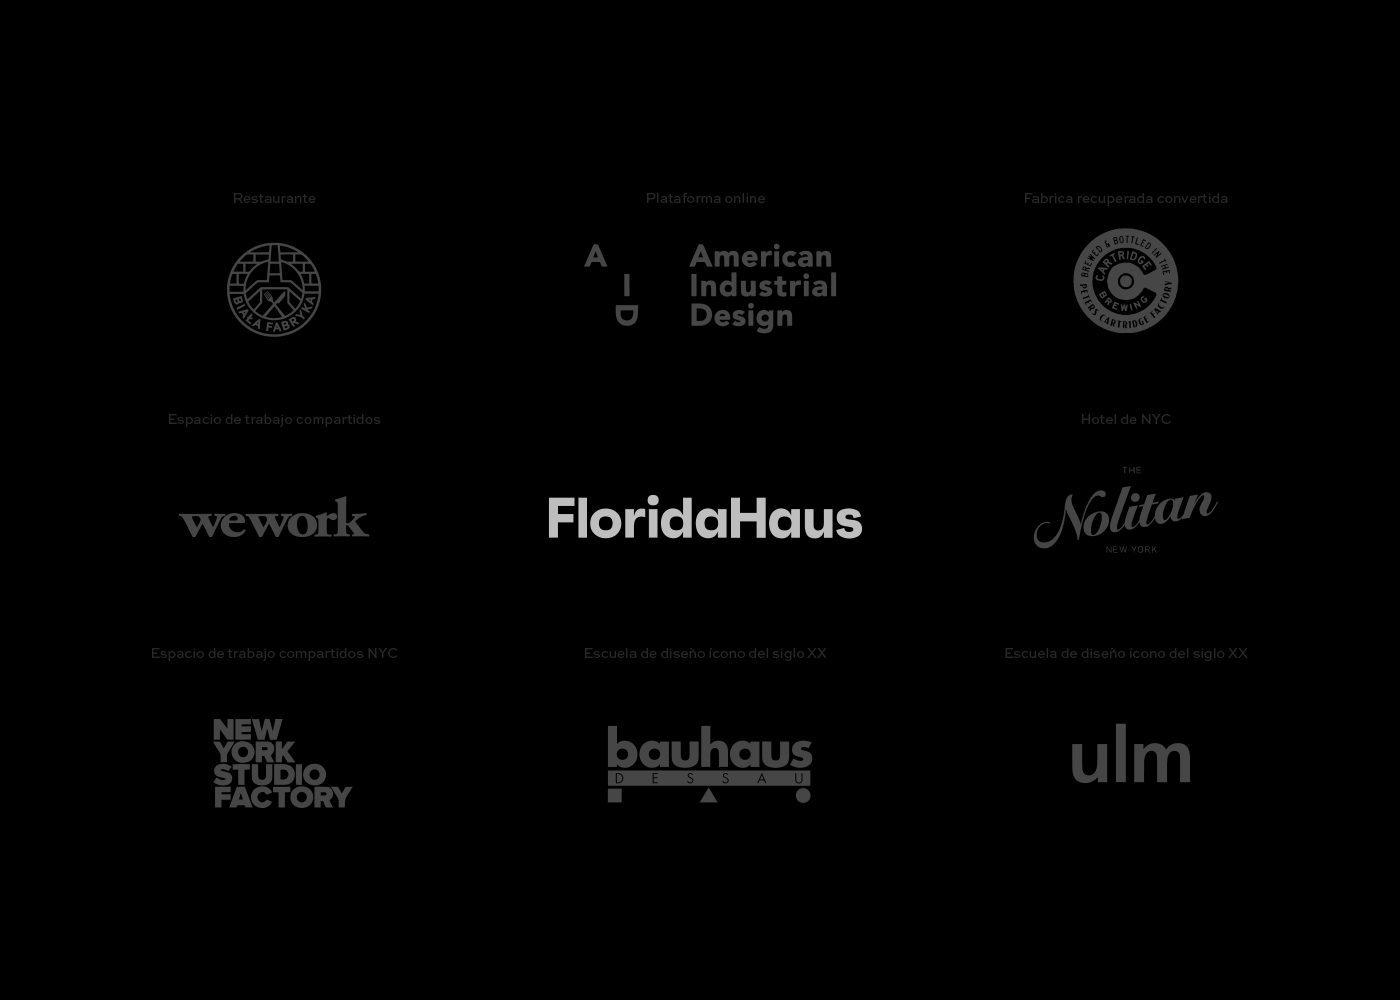 Restaurante
BIAŁA FABRYKA
Plataforma online
A
I
D
American
Industrial
Design
Fabrica recuperada convertida
BREWED & BOTTLED IN THE
CARTRIDGE
BREWING
PETERS CARTRIDGE FACTORY
Espacio de trabajo compartidos
wework
FloridaHaus
Hotel de NYC
THE
Nolitan
NEW YORK
Espacio de trabajo compartidos NYC
NEW
YORK
STUDIO
FACTORY
Escuela de diseño ícono del siglo XX
bauhaus
DESSAU
Escuela de diseño ícono del siglo XX
ulm